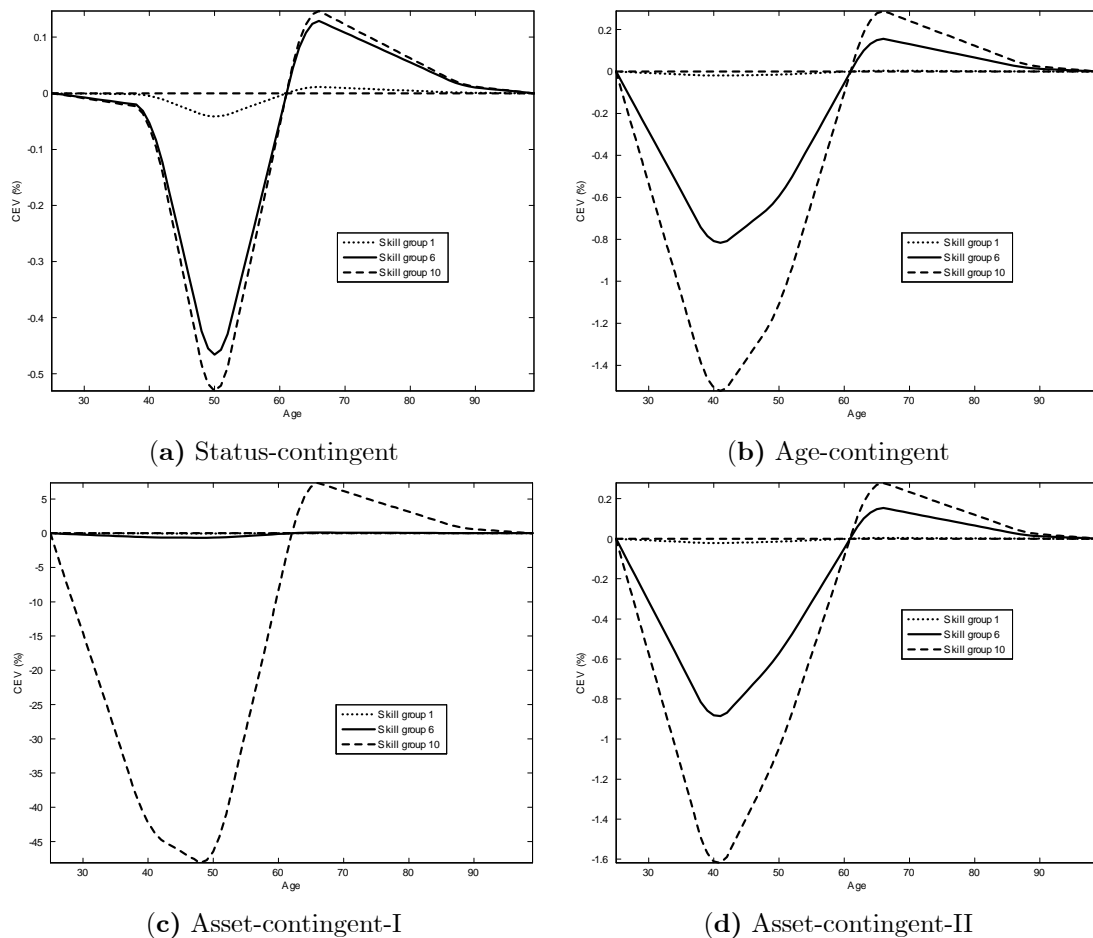 0.1
0
-0.1
-0.2
-0.3
-0.4
-0.5
CEV (%)
Skill group 1
Skill group 6
Skill group 10
30 40 50 60 70 80 90
Age
(a) Status-contingent
0.2
0
-0.2
-0.4
-0.6
-0.8
-1
-1.2
-1.4
CEV (%)
Skill group 1
Skill group 6
Skill group 10
30 40 50 60 70 80 90
Age
(b) Age-contingent
5
0
-5
-10
-15
-20
-25
-30
-35
-40
-45
CEV (%)
Skill group 1
Skill group 6
Skill group 10
30 40 50 60 70 80 90
Age
(c) Asset-contingent-I
0.2
0
-0.2
-0.4
-0.6
-0.8
-1
-1.2
-1.4
-1.6
CEV (%)
Skill group 1
Skill group 6
Skill group 10
30 40 50 60 70 80 90
Age
(d) Asset-contingent-II